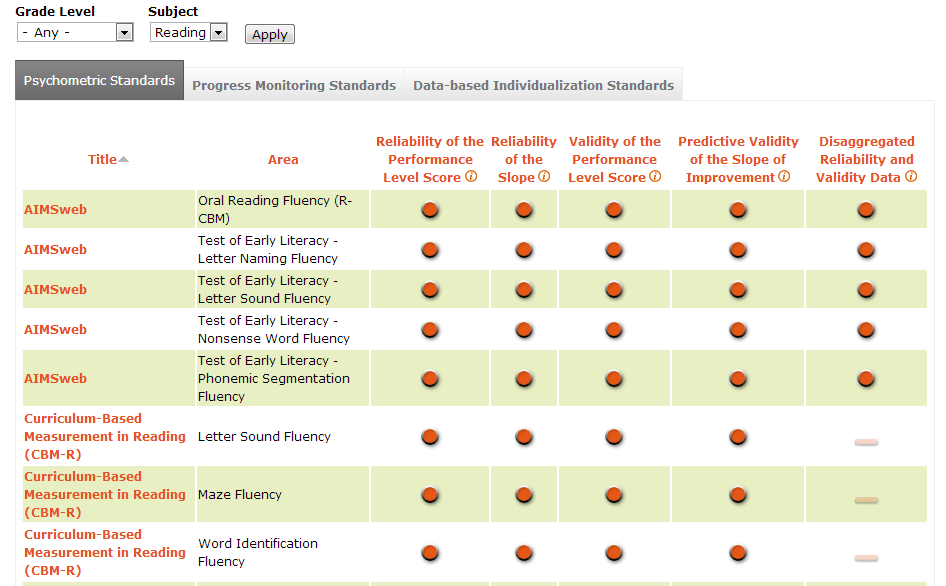 Grade Level Subject
- Any - Reading Apply
Psychometric Standards Progress Monitoring Standards Data-based Individualization Standards
Title Area Reliability of the Performance Level Score Reliability of the Slope Validity of the Performance Level Score Predictive Validity of the Slope of Improvement Disaggregated Reliability and Validity Data
AIMSweb Oral Reading Fluency (R-
CBM)
AIMSweb Test of Early Literacy -
Letter Naming Fluency
AIMSweb Test of Early Literacy -
Letter Sound Fluency
AIMSweb Test of Early Literacy -
Nonsense Word Fluency
AIMSweb Test of Early Literacy -
Phonemic Segmentation
Fluency
Curriculum-Based
Measurement in Reading
(CBM-R)
Letter Sound Fluency
Curriculum-Based
Measurement in Reading
(CBM-R)
Maze Fluency
Curriculum-Based
Measurement in Reading
(CBM-R)
Word Identification
Fluency